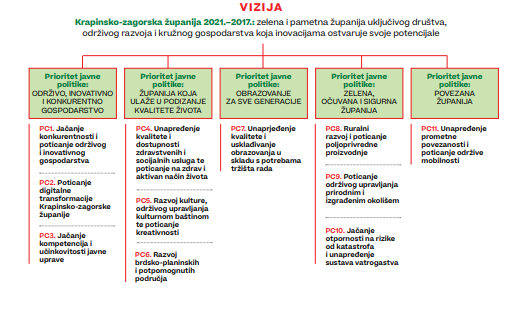 VIZIJA
Krapinsko-zagorska županija 2021.–2017.: zelena i pametna županija uključivog društva,
održivog razvoja i kružnog gospodarstva koja inovacijama ostvaruje svoje potencijale
Prioritet javne
politike:
ODRŽIVO, INOVATIVNO
I KONKURENTNO
GOSPODARSTVO
PC1. Jačanje
konkurentnosti i
poticanje održivog
i inovativnog
gospodarstva
PC2. Poticanje
digitalne
transformacije
Krapinsko-zagorske
županije
PC3. Jačanje
kompetencija i
učinkovitosti javne
uprave
Prioritet javne
politike:
ŽUPANIJA KOJA
ULAŽE U PODIZANJE
KVALITETE ŽIVOTA
PC4. Unapređenje
kvalitete i
dostupnosti
zdravstvenih i
socijalnih usluga te
poticanje na zdrav i
aktivan način života
PC5. Razvoj kulture,
održivog upravljanja
kulturnom baštinom
te poticanje
kreativnosti
PC6. Razvoj
brdsko-planinskih
i potpomognutih
područja
Prioritet javne
politike:
OBRAZOVANJE
ZA SVE GENERACIJE
PC7. Unaprjeđenje
kvalitete i
usklađivanje
obrazovanja u
skladu s potrebama
tržišta rada
Prioritet javne
politike:
ZELENA,
OČUVANA I SIGURNA
ŽUPANIJA
PC8. Ruralni
razvoj i poticanje
poljoprivredne
proizvodnje
PC9. Poticanje
održivog upravljanja
prirodnim i
izgrađenim okolišem
PC10. Jačanje
otpornosti na rizike
od katastrofa
i unapređenje
sustava vatrogastva
Prioritet javne
politike:
POVEZANA
ŽUPANIJA
PC11. Unapređenje
prometne
povezanosti i
poticanje održive
mobilnosti